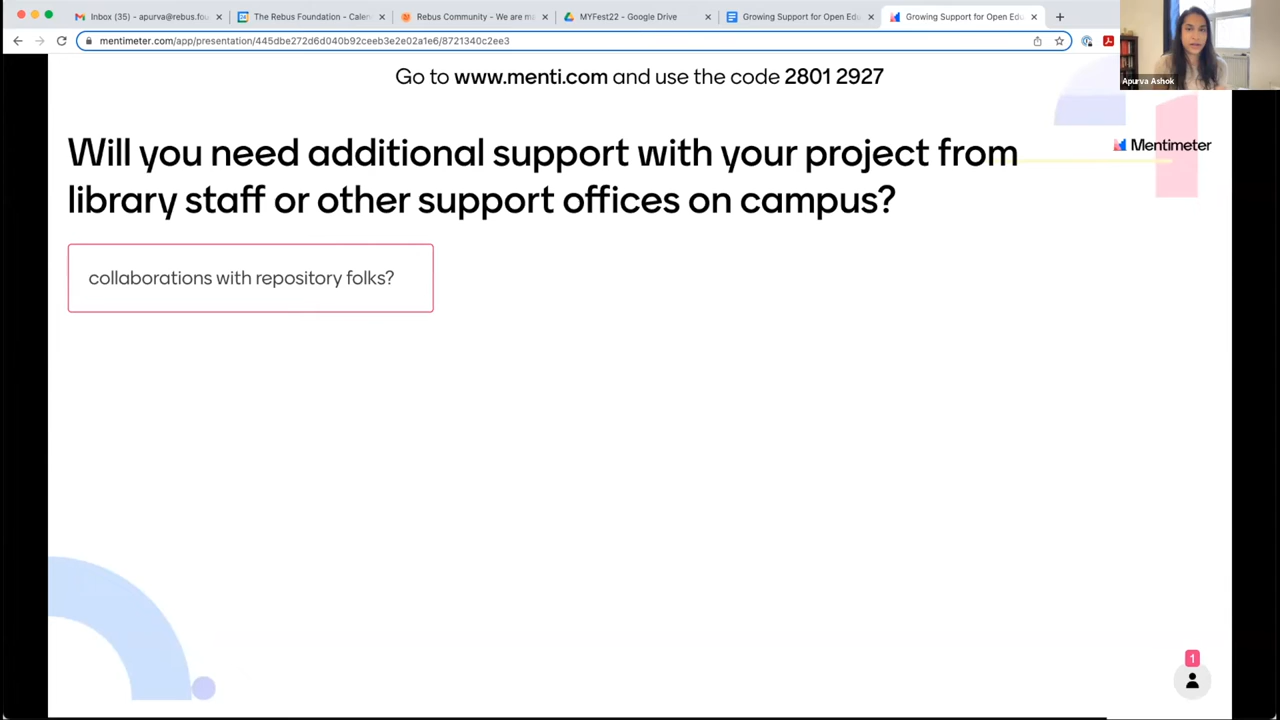 Inbox (35) - apurva@rebus.fou
The Rebus Foundation - Calen
Rebus Community - We are m
MYFest22 - Google Drive
Growing Support for Open Edu
Growing Support for Open Edu
mentimeter.com/app/presentation/445dbe272d6d040b92ceeb3e2e02a1e6/8721340c2ee3
Apurva Ashok
Go to www.menti.com and use the code 2801 2927
Mentimeter
Will you need additional support with your project from
library staff or other support offices on campus?
collaborations with repository folks?
1